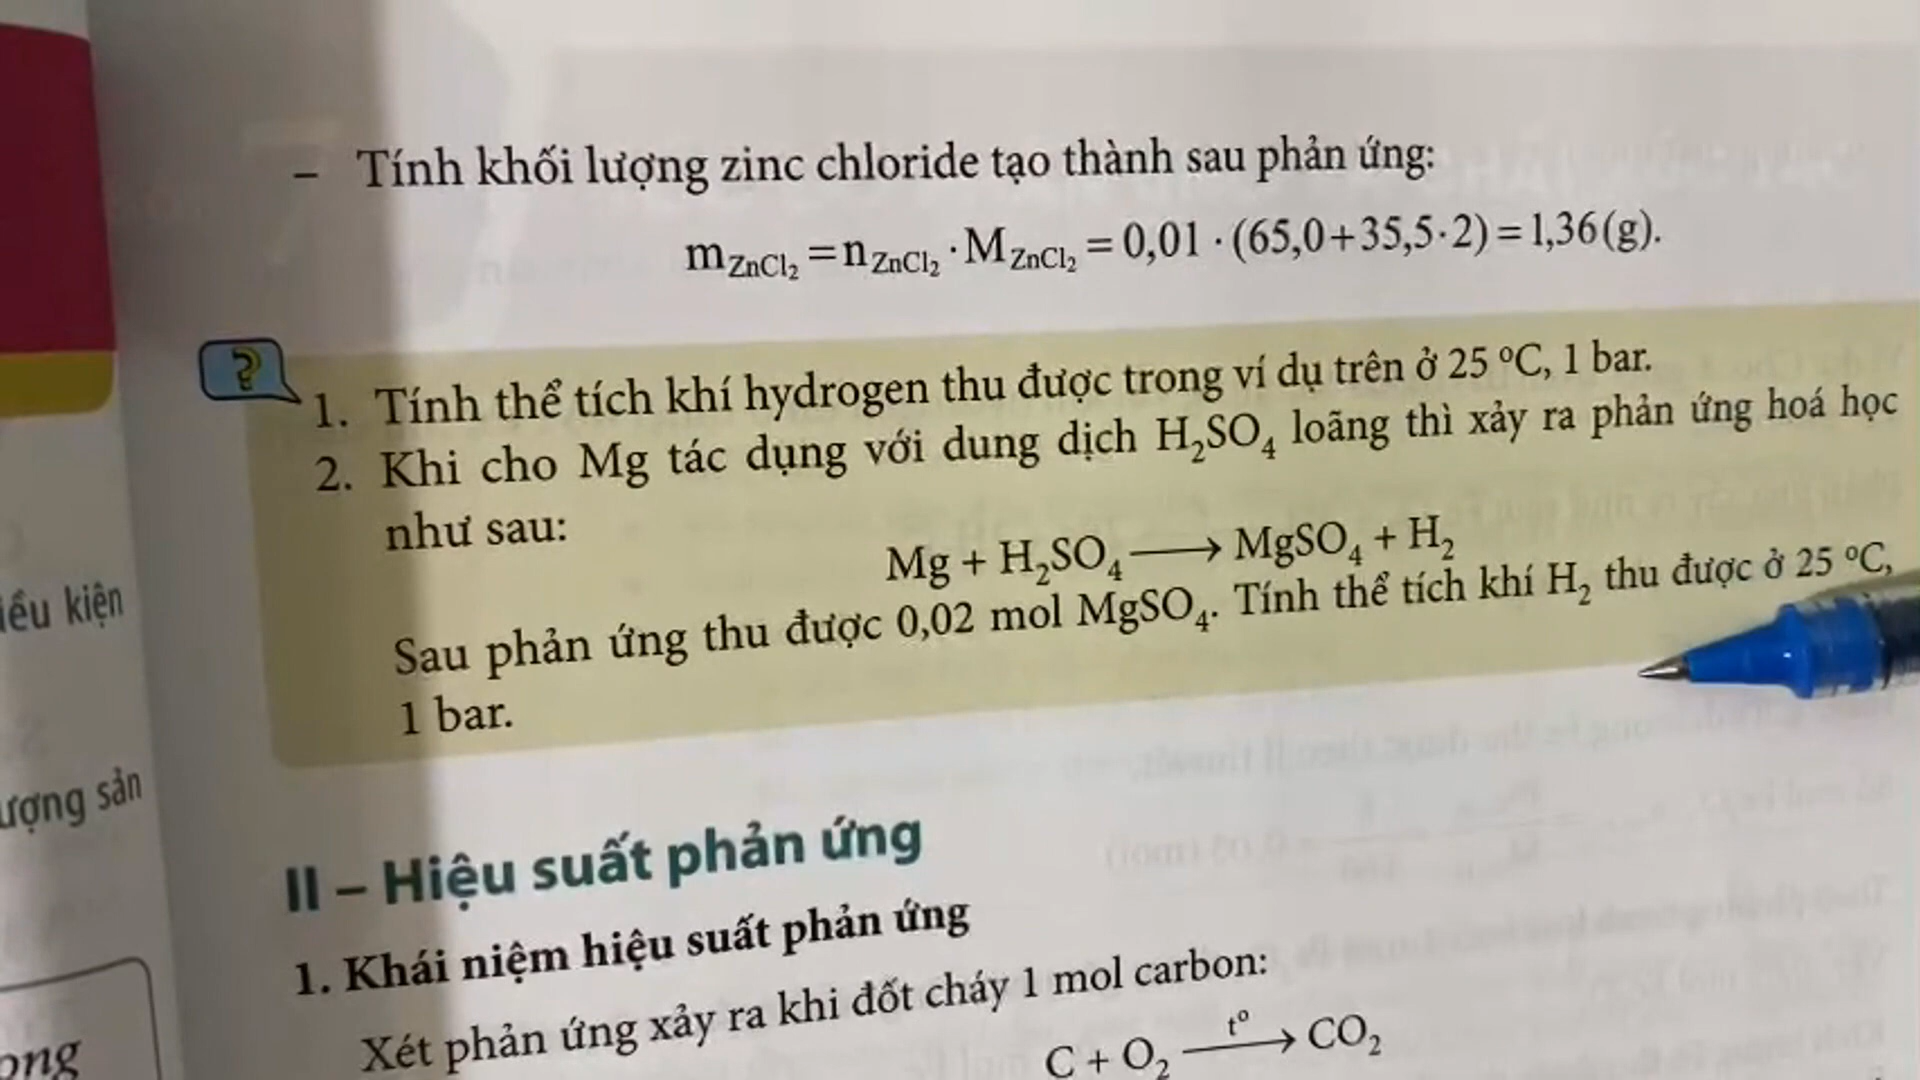 – Tính khối lượng zinc chloride tạo thành sau phản ứng:
m_ZnCl₂ = n_ZnCl₂ · M_ZnCl₂ = 0,01 · (65,0+35,5·2) = 1,36 (g).
?
1. Tính thể tích khí hydrogen thu được trong ví dụ trên ở 25 ⁰C, 1 bar.
2. Khi cho Mg tác dụng với dung dịch H₂SO₄ loãng thì xảy ra phản ứng hoá học
như sau:
Mg + H₂SO₄ ⟶ MgSO₄ + H₂
Sau phản ứng thu được 0,02 mol MgSO₄. Tính thể tích khí H₂ thu được ở 25 ⁰C,
1 bar.
kiện
sản
II – Hiệu suất phản ứng
1. Khái niệm hiệu suất phản ứng
Xét phản ứng xảy ra khi đốt cháy 1 mol carbon:
C + O₂ —t⁰→ CO₂